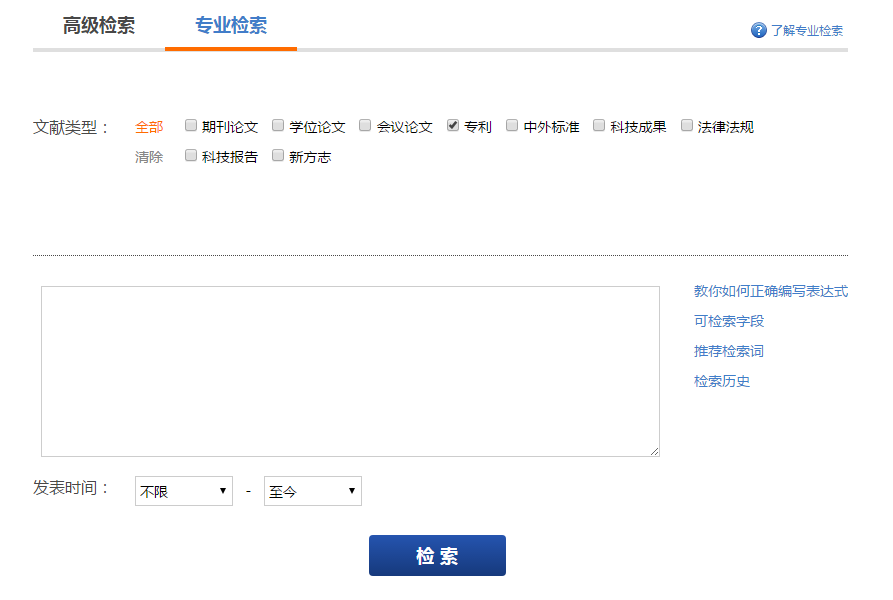 高级检索 专业检索 ? 了解专业检索
文献类型： 全部 期刊论文 学位论文 会议论文 专利 中外标准 科技成果 法律法规
清除 科技报告 新方志
教你如何正确编写表达式
可检索字段
推荐检索词
检索历史
发表时间： 不限 - 至今
检 索